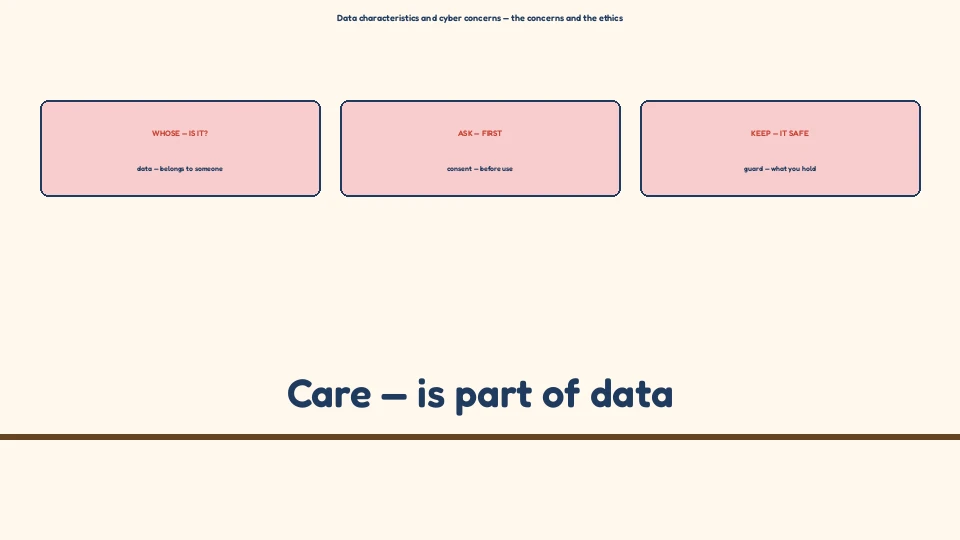 Data characteristics and cyber concerns — the concerns and the ethics
WHOSE — IS IT?
data — belongs to someone
ASK — FIRST
consent — before use
KEEP — IT SAFE
guard — what you hold
Care — is part of data